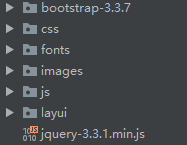 bootstrap-3.3.7
css
fonts
images
js
layui
jquery-3.3.1.min.js